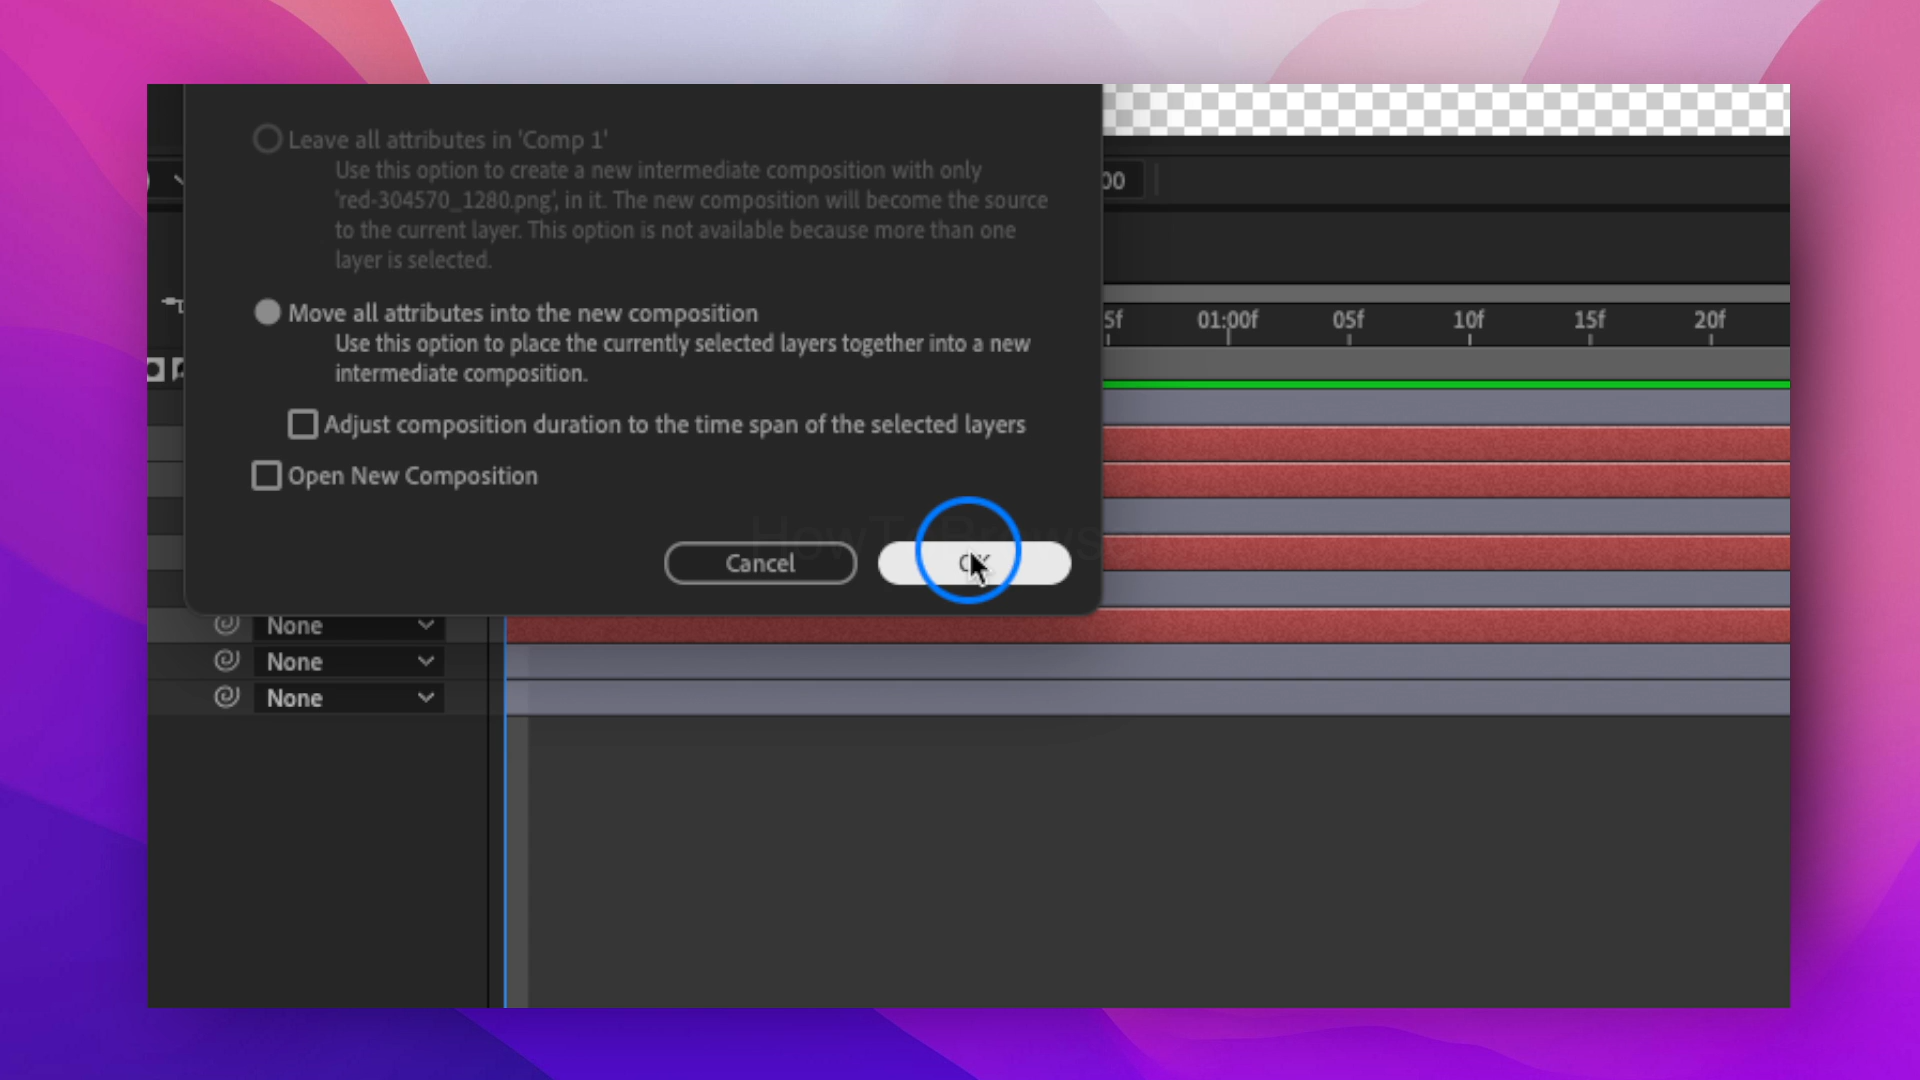 Leave all attributes in 'Comp 1'
Use this option to create a new intermediate composition with only
'red-304570_1280.png', in it. The new composition will become the source
to the current layer. This option is not available because more than one
layer is selected.
Move all attributes into the new composition
Use this option to place the currently selected layers together into a new
intermediate composition.
Adjust composition duration to the time span of the selected layers
Open New Composition
Cancel
00
5f 01:00f 05f 10f 15f 20f
None
None
None